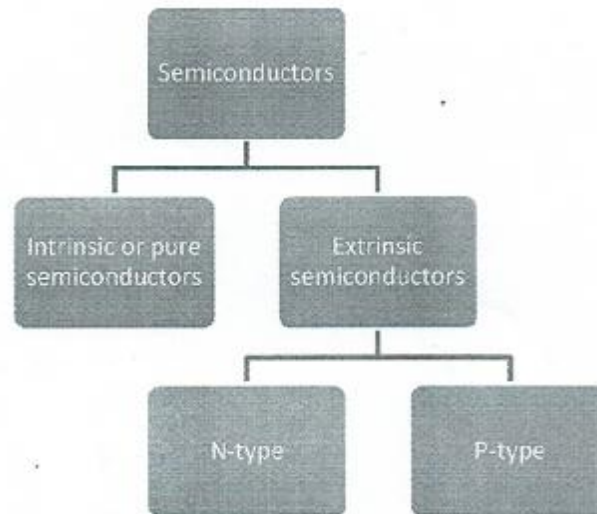 Semiconductors
Intrinsic or pure
semiconductors
Extrinsic
semiconductors
N-type
P-type